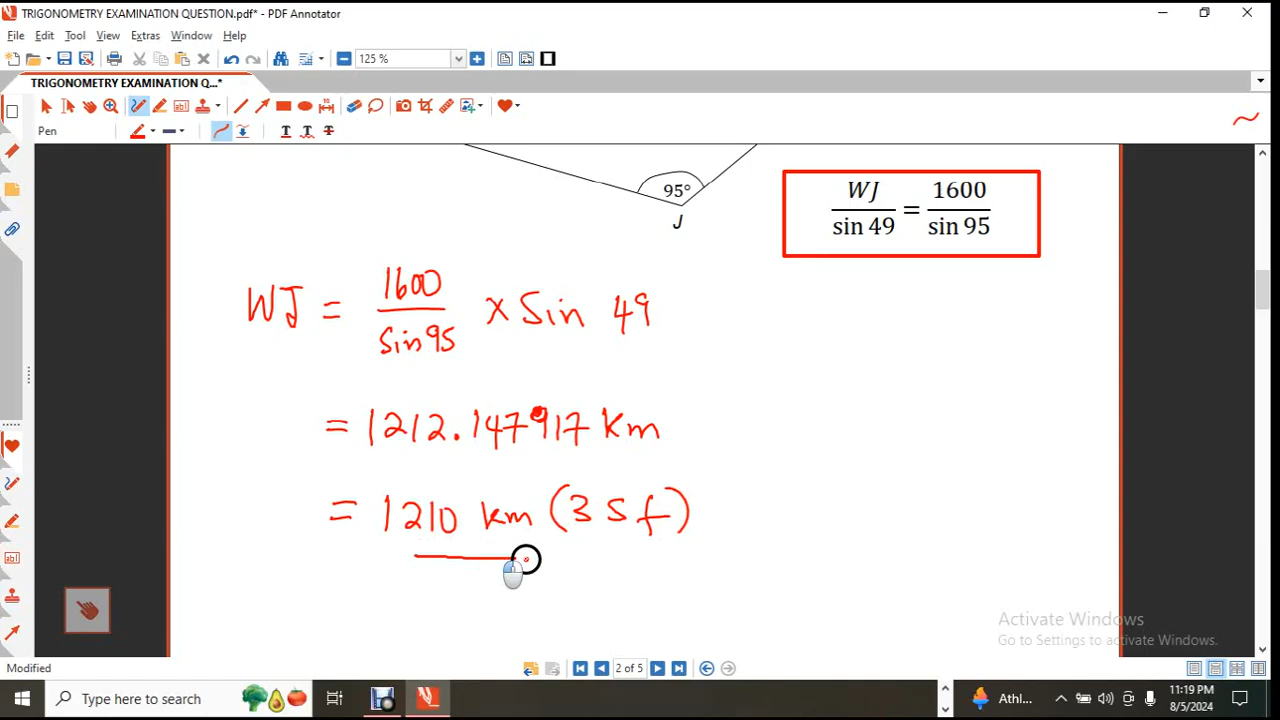 TRIGONOMETRY EXAMINATION QUESTION.pdf* - PDF Annotator
File Edit Tool View Extras Window Help
125 %
TRIGONOMETRY EXAMINATION Q...*
Pen
95°
J
WJ/sin 49 = 1600/sin 95
WJ = 1600/Sin 95 × Sin 49
= 1212.147917 Km
= 1210 km (3 s f)
Activate Windows
Go to Settings to activate Windows.
Modified
2 of 5
Type here to search
Athl...
11:19 PM
8/5/2024